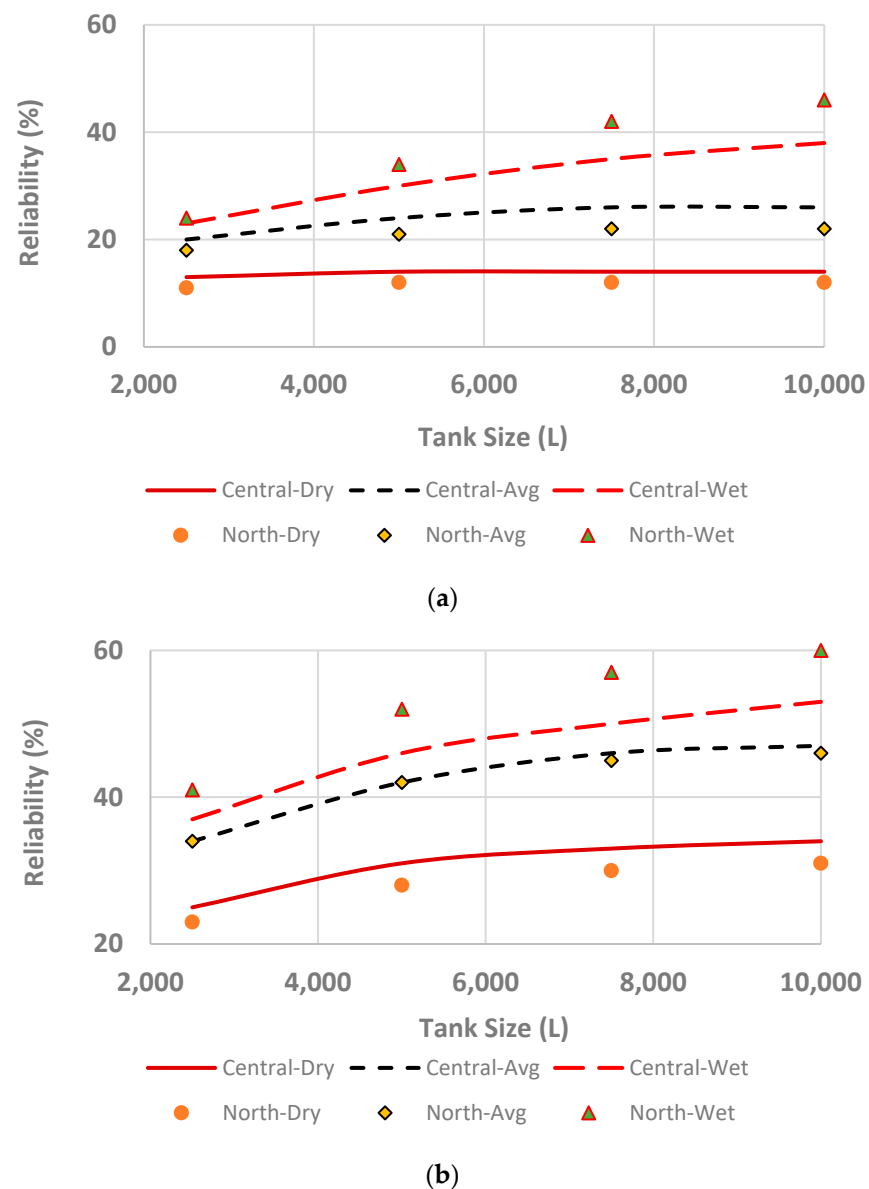 60
40
20
0
Reliability (%)
2,000 4,000 6,000 8,000 10,000
Tank Size (L)
Central-Dry Central-Avg Central-Wet
North-Dry North-Avg North-Wet
(a)
60
40
20
Reliability (%)
2,000 4,000 6,000 8,000 10,000
Tank Size (L)
Central-Dry Central-Avg Central-Wet
North-Dry North-Avg North-Wet
(b)